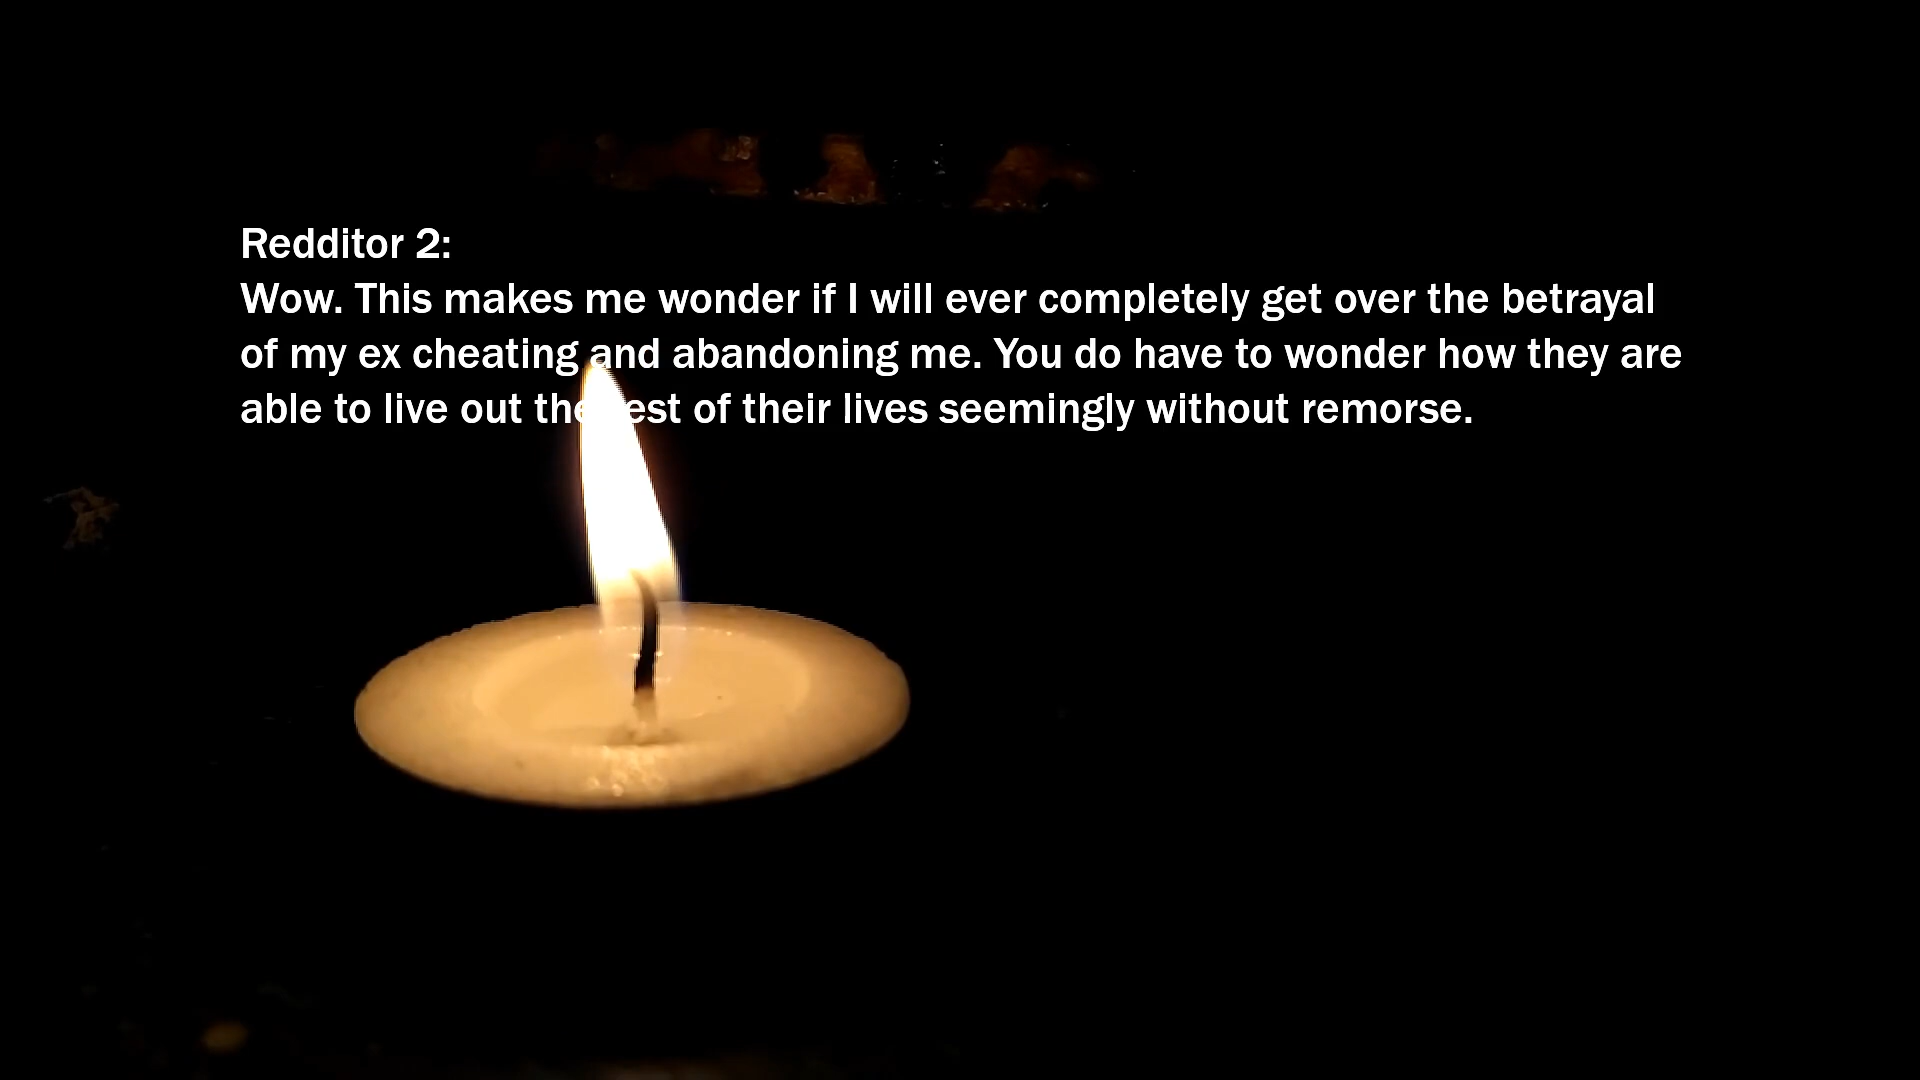 Redditor 2:
Wow. This makes me wonder if I will ever completely get over the betrayal
of my ex cheating and abandoning me. You do have to wonder how they are
able to live out the rest of their lives seemingly without remorse.